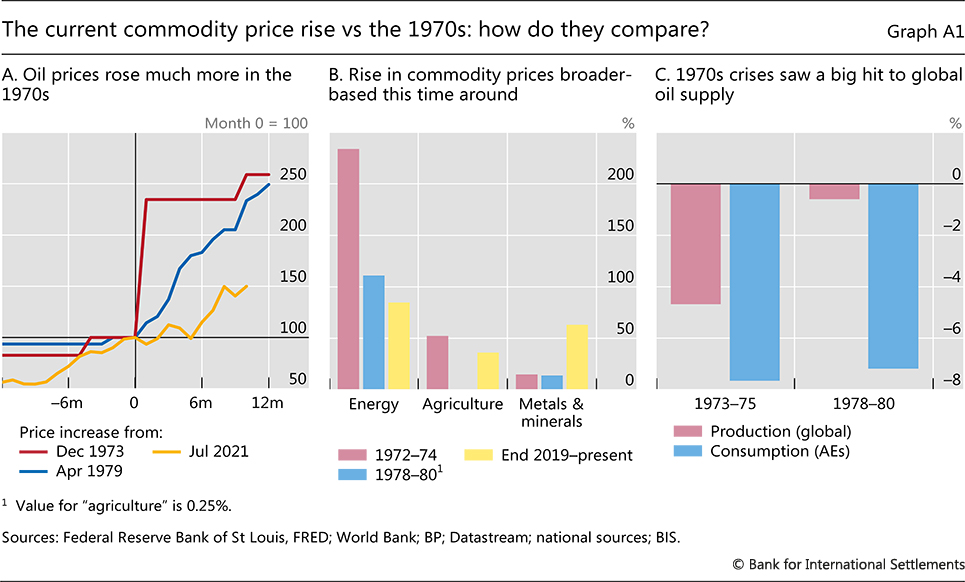 The current commodity price rise vs the 1970s: how do they compare?
Graph A1
A. Oil prices rose much more in the
1970s
Month 0 = 100
250
200
150
100
50
–6m 0 6m 12m
Price increase from:
Dec 1973
Jul 2021
Apr 1979
B. Rise in commodity prices broader-
based this time around
%
200
150
100
50
0
Energy Agriculture Metals &
minerals
1972–74
End 2019–present
1978–80¹
C. 1970s crises saw a big hit to global
oil supply
%
0
–2
–4
–6
–8
1973–75 1978–80
Production (global)
Consumption (AEs)
¹ Value for “agriculture” is 0.25%.
Sources: Federal Reserve Bank of St Louis, FRED; World Bank; BP; Datastream; national sources; BIS.
© Bank for International Settlements